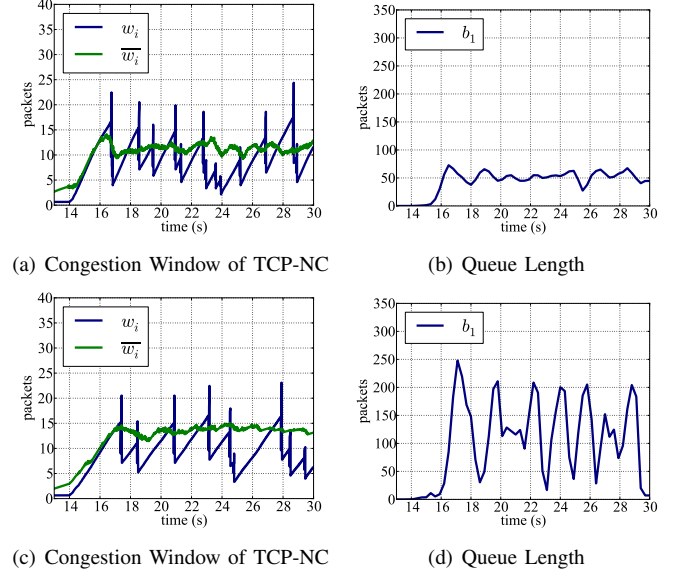 40
35
30
25
20
15
10
5
0
packets
w_i
\overline{w_i}
14 16 18 20 22 24 26 28 30
time (s)
(a) Congestion Window of TCP-NC
350
300
250
200
150
100
50
0
packets
b_1
14 16 18 20 22 24 26 28 30
time (s)
(b) Queue Length
40
35
30
25
20
15
10
5
0
packets
w_i
\overline{w_i}
14 16 18 20 22 24 26 28 30
time (s)
(c) Congestion Window of TCP-NC
350
300
250
200
150
100
50
0
packets
b_1
14 16 18 20 22 24 26 28 30
time (s)
(d) Queue Length